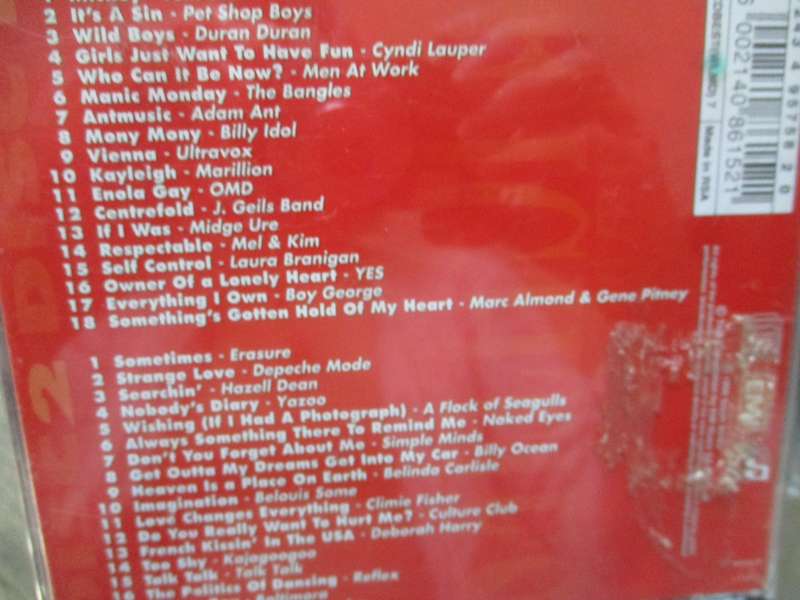 2 It's A Sin - Pet Shop Boys
3 Wild Boys - Duran Duran
4 Girls Just Want To Have Fun - Cyndi Lauper
5 Who Can It Be Now? - Men At Work
6 Manic Monday - The Bangles
7 Antmusic - Adam Ant
8 Mony Mony - Billy Idol
9 Vienna - Ultravox
10 Kayleigh - Marillion
11 Enola Gay - OMD
12 Centrefold - J. Geils Band
13 If I Was - Midge Ure
14 Respectable - Mel & Kim
15 Self Control - Laura Branigan
16 Owner Of a Lonely Heart - YES
17 Everything I Own - Boy George
18 Something's Gotten Hold Of My Heart - Marc Almond & Gene Pitney
DISC 2
1 Sometimes - Erasure
2 Strange Love - Depeche Mode
3 Searchin' - Hazell Dean
4 Nobody's Diary - Yazoo
5 Wishing (If I Had A Photograph) - A Flock of Seagulls
6 Always Something There To Remind Me - Naked Eyes
7 Don't You Forget About Me - Simple Minds
8 Get Outta My Dreams Get Into My Car - Billy Ocean
9 Heaven Is a Place On Earth - Belinda Carlisle
10 Imagination - Belouis Some
11 Love Changes Everything - Climie Fisher
12 Do You Really Want To Hurt Me? - Culture Club
13 French Kissin' In The USA - Deborah Harry
14 Too Shy - Kajagoogoo
15 Talk Talk - Talk Talk
16 The Politics Of Dancing - Reflex
Baltimora
Made in RSA
6 002140 861521
EMI